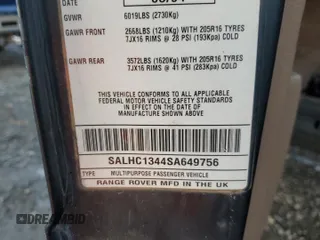 DATE
GVWR 6019LBS (2730Kg)
GAWR FRONT 2668LBS (1210Kg) WITH 205R16 TYRES
7JX16 RIMS @ 28 PSI (193Kpa) COLD
GAWR REAR 3572LBS (1620Kg) WITH 205R16 TYRES
7JX16 RIMS @ 41 PSI (283Kpa) COLD
THIS VEHICLE CONFORMS TO ALL APPLICABLE
FEDERAL MOTOR VEHICLE SAFETY STANDARDS
IN EFFECT ON THE DATE OF
MANUFACTURE SHOWN ABOVE
SALHC1344SA649756
TYPE MULTIPURPOSE PASSENGER VEHICLE
RANGE ROVER MFD IN THE UK